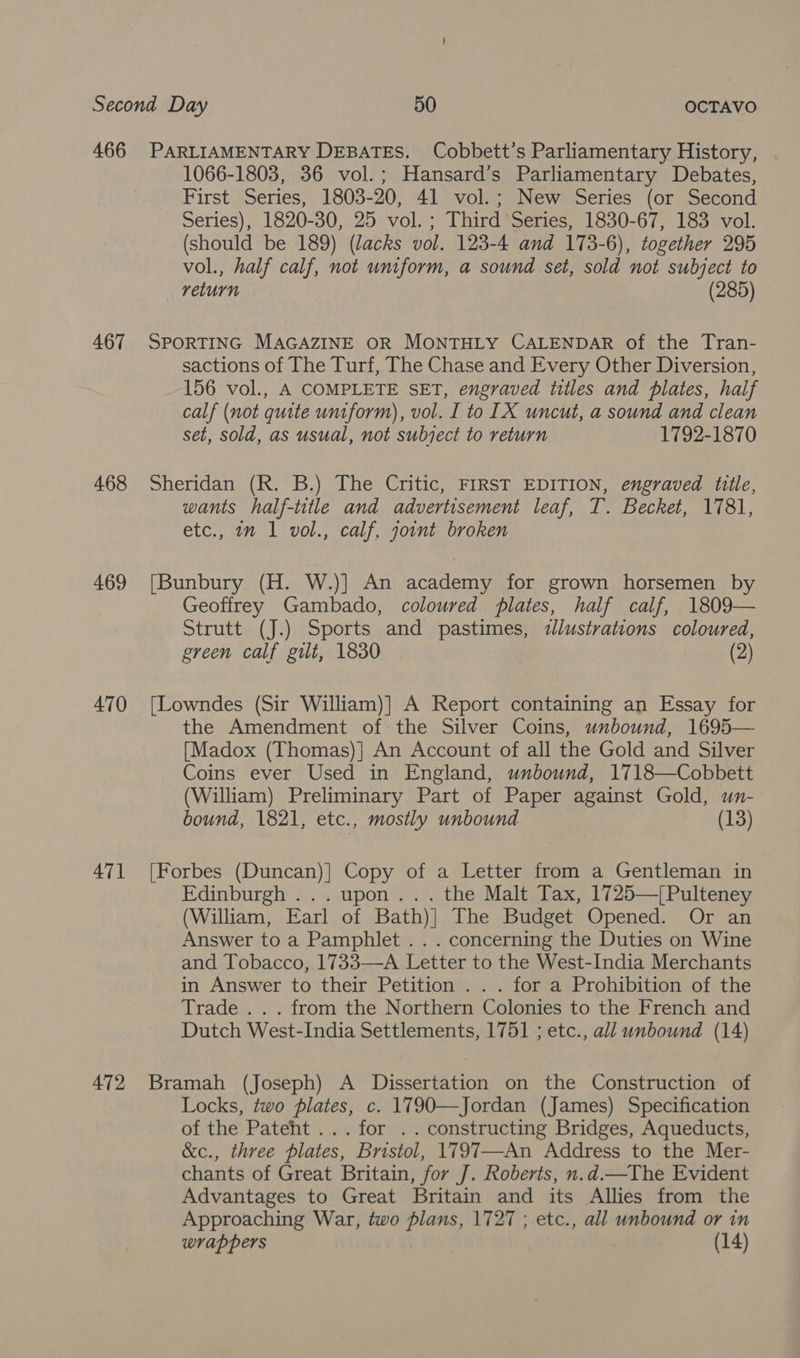 Second Day 50 OCTAVO
466 PARLIAMENTARY DEBATES. Cobbett's Parliamentary History,
1066-1803, 36 vol.; Hansard's Parliamentary Debates,
First Series, 1803-20, 41 vol.; New Series (or Second
Series), 1820-30, 25 vol.; Third Series, 1830-67, 183 vol.
(should be 189) (lacks vol. 123-4 and 173-6), together 295
vol., half calf, not uniform, a sound set, sold not subject to
return (285)
467 SPORTING MAGAZINE OR MONTHLY CALENDAR of the Tran-
sactions of The Turf, The Chase and Every Other Diversion,
156 vol., A COMPLETE SET, engraved titles and plates, half
calf (not quite uniform), vol. I to IX uncut, a sound and clean
set, sold, as usual, not subject to return 1792-1870
468 Sheridan (R. B.) The Critic, FIRST EDITION, engraved title,
wants half-title and advertisement leaf, T. Becket, 1781,
etc., in 1 vol., calf, joint broken
469 [Bunbury (H. W.)] An academy for grown horsemen by
Geoffrey Gambado, coloured plates, half calf, 1809—
Strutt (J.) Sports and pastimes, illustrations coloured,
green calf gilt, 1830 (2)
470 [Lowndes (Sir William)] A Report containing an Essay for
the Amendment of the Silver Coins, unbound, 1695—
[Madox (Thomas)] An Account of all the Gold and Silver
Coins ever Used in England, unbound, 1718—Cobbett
(William) Preliminary Part of Paper against Gold, un-
bound, 1821, etc., mostly unbound (13)
471 [Forbes (Duncan)] Copy of a Letter from a Gentleman in
Edinburgh . . . upon . . . the Malt Tax, 1725—[Pulteney
(William, Earl of Bath)] The Budget Opened. Or an
Answer to a Pamphlet . . . concerning the Duties on Wine
and Tobacco, 1733—A Letter to the West-India Merchants
in Answer to their Petition . . . for a Prohibition of the
Trade . . . from the Northern Colonies to the French and
Dutch West-India Settlements, 1751 ; etc., all unbound (14)
472 Bramah (Joseph) A Dissertation on the Construction of
Locks, two plates, c. 1790—Jordan (James) Specification
of the Patent . . . for . . constructing Bridges, Aqueducts,
&c., three plates, Bristol, 1797—An Address to the Mer-
chants of Great Britain, for J. Roberts, n.d.—The Evident
Advantages to Great Britain and its Allies from the
Approaching War, two plans, 1727 ; etc., all unbound or in
wrappers (14)